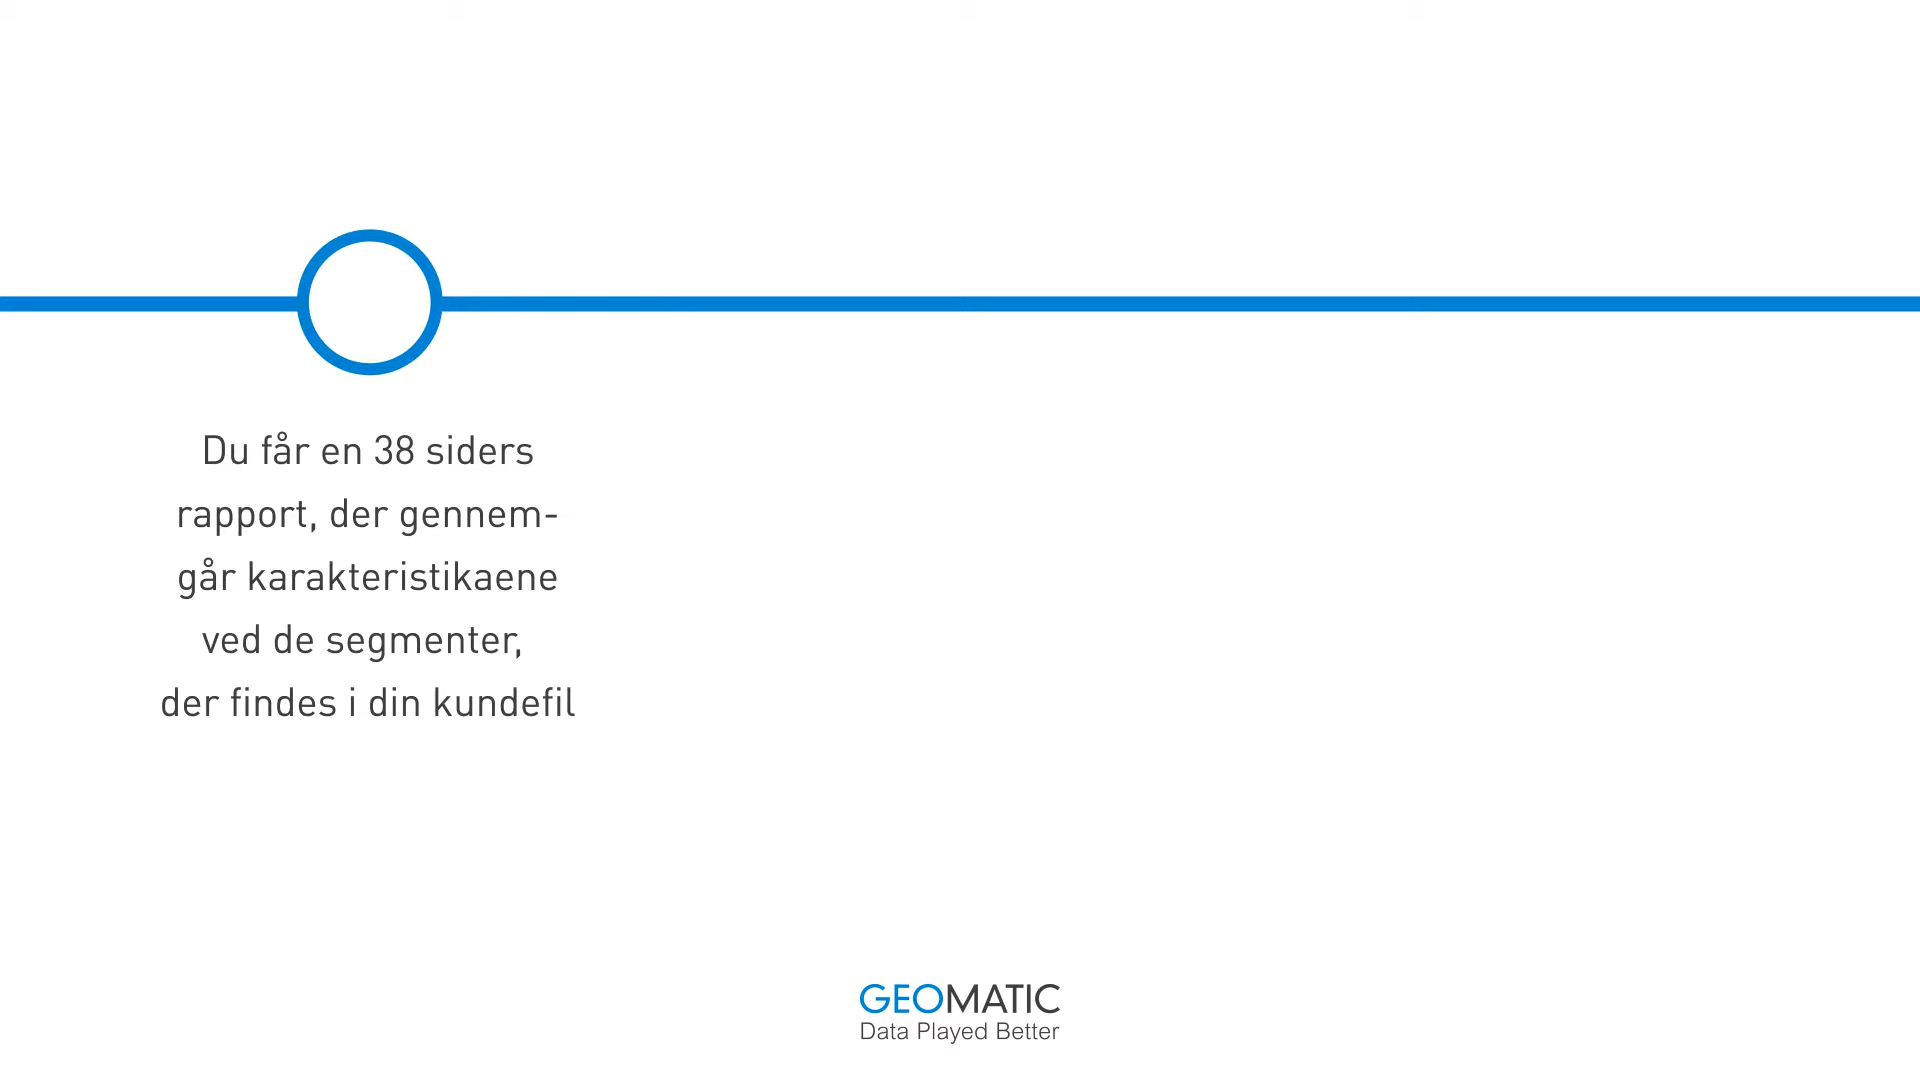 Du får en 38 siders
rapport, der gennem-
går karakteristikaene
ved de segmenter,
der findes i din kundefil
GEOMATIC
Data Played Better